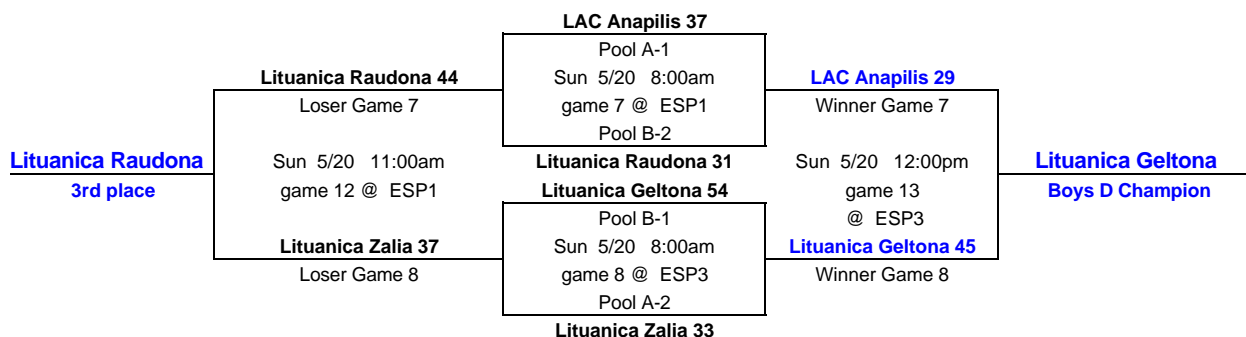 LAC Anapilis 37
Pool A-1
Lituanica Raudona 44
Sun 5/20 8:00am
LAC Anapilis 29
Loser Game 7
game 7 @ ESP1
Winner Game 7
Pool B-2
Lituanica Raudona
Sun 5/20 11:00am
Lituanica Raudona 31
Sun 5/20 12:00pm
Lituanica Geltona
3rd place
game 12 @ ESP1
Lituanica Geltona 54
game 13
Boys D Champion
Pool B-1
@ ESP3
Lituanica Zalia 37
Sun 5/20 8:00am
Lituanica Geltona 45
Loser Game 8
game 8 @ ESP3
Winner Game 8
Pool A-2
Lituanica Zalia 33